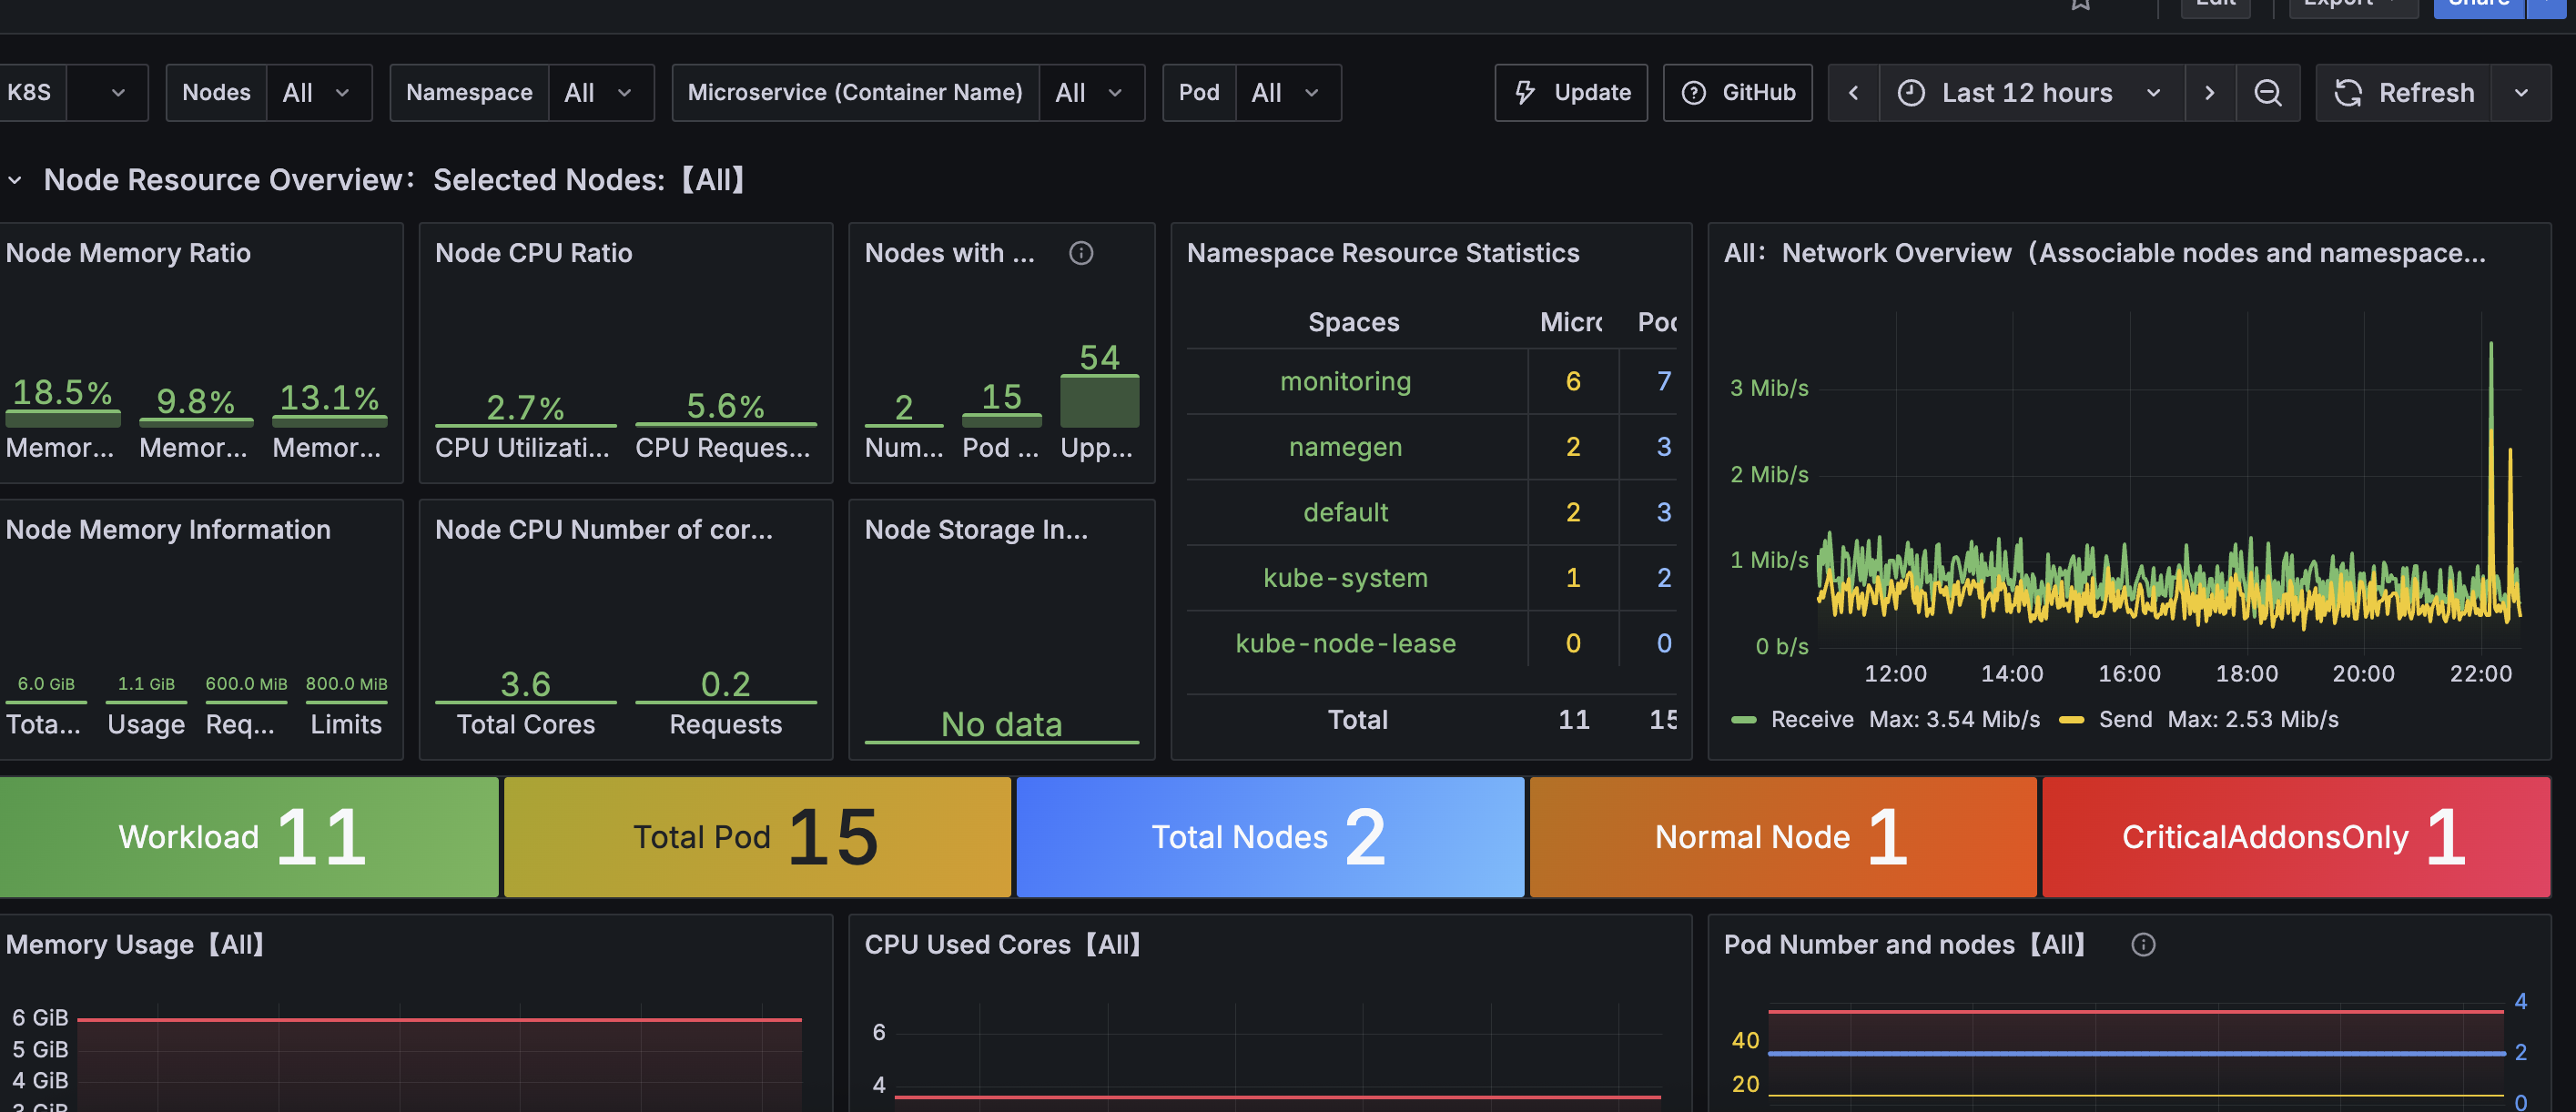 Edit
Export
Share
K8S
Nodes All
Namespace All
Microservice (Container Name) All
Pod All
Update
GitHub
Last 12 hours
Refresh
Node Resource Overview： Selected Nodes:【All】
Node Memory Ratio
18.5%
Memor...
9.8%
Memor...
13.1%
Memor...
Node CPU Ratio
2.7%
CPU Utilizati...
5.6%
CPU Reques...
Nodes with ...
2
Num...
15
Pod ...
54
Upp...
Node Memory Information
6.0 GiB
Tota...
1.1 GiB
Usage
600.0 MiB
Req...
800.0 MiB
Limits
Node CPU Number of cor...
3.6
Total Cores
0.2
Requests
Node Storage In...
No data
Namespace Resource Statistics
Spaces Micro Pod
monitoring 6 7
namegen 2 3
default 2 3
kube-system 1 2
kube-node-lease 0 0
Total 11 15
All：Network Overview（Associable nodes and namespace...
3 Mib/s
2 Mib/s
1 Mib/s
0 b/s
12:00 14:00 16:00 18:00 20:00 22:00
Receive Max: 3.54 Mib/s Send Max: 2.53 Mib/s
Workload 11
Total Pod 15
Total Nodes 2
Normal Node 1
CriticalAddonsOnly 1
Memory Usage【All】
6 GiB
5 GiB
4 GiB
3 GiB
CPU Used Cores【All】
6
4
Pod Number and nodes【All】
40
20
4
2
0